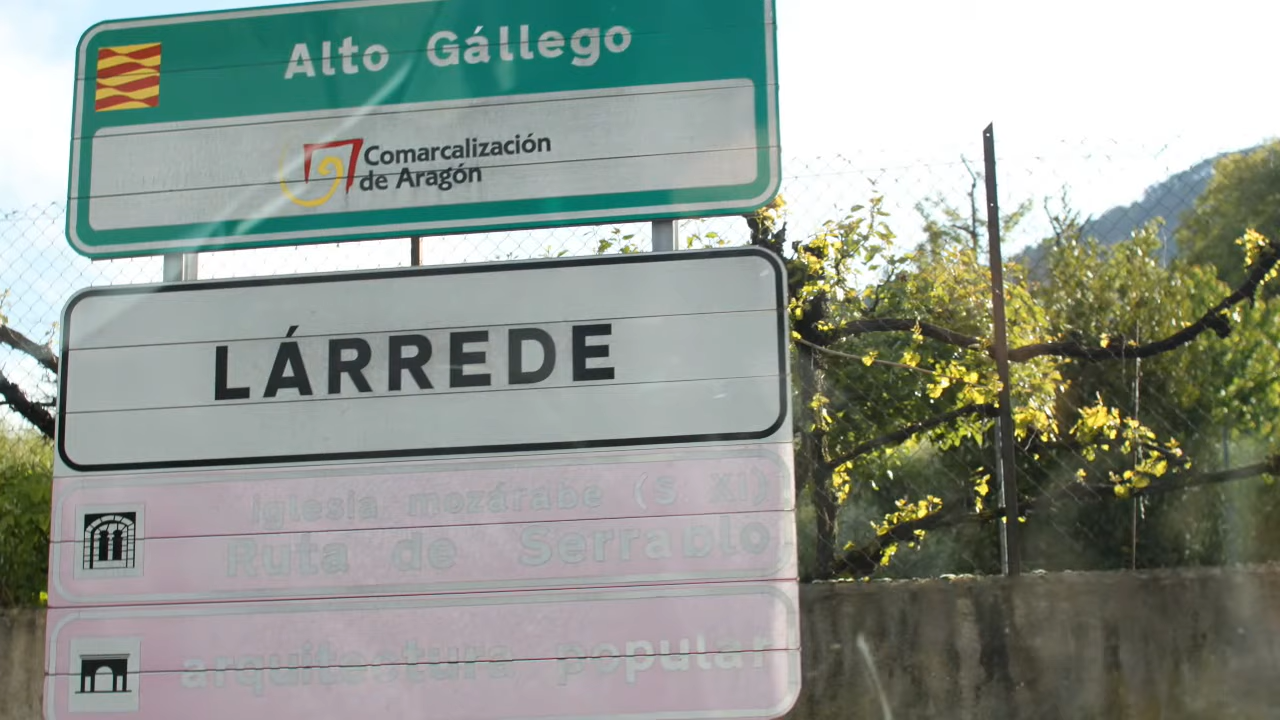 Alto Gállego
Comarcalización
de Aragón
LÁRREDE
iglesia mozárabe (S XI)
Ruta de Serrablo
arquitectura popular